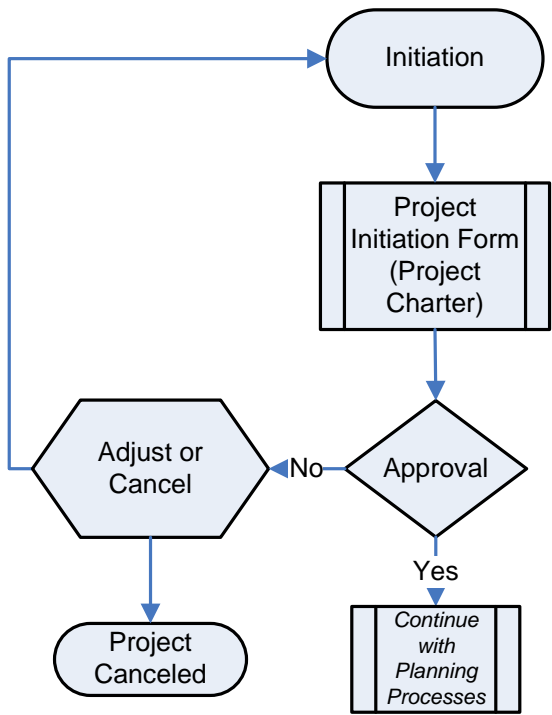 Initiation
Project
Initiation Form
(Project
Charter)
Adjust or
Cancel
No
Approval
Yes
Project
Canceled
Continue
with
Planning
Processes